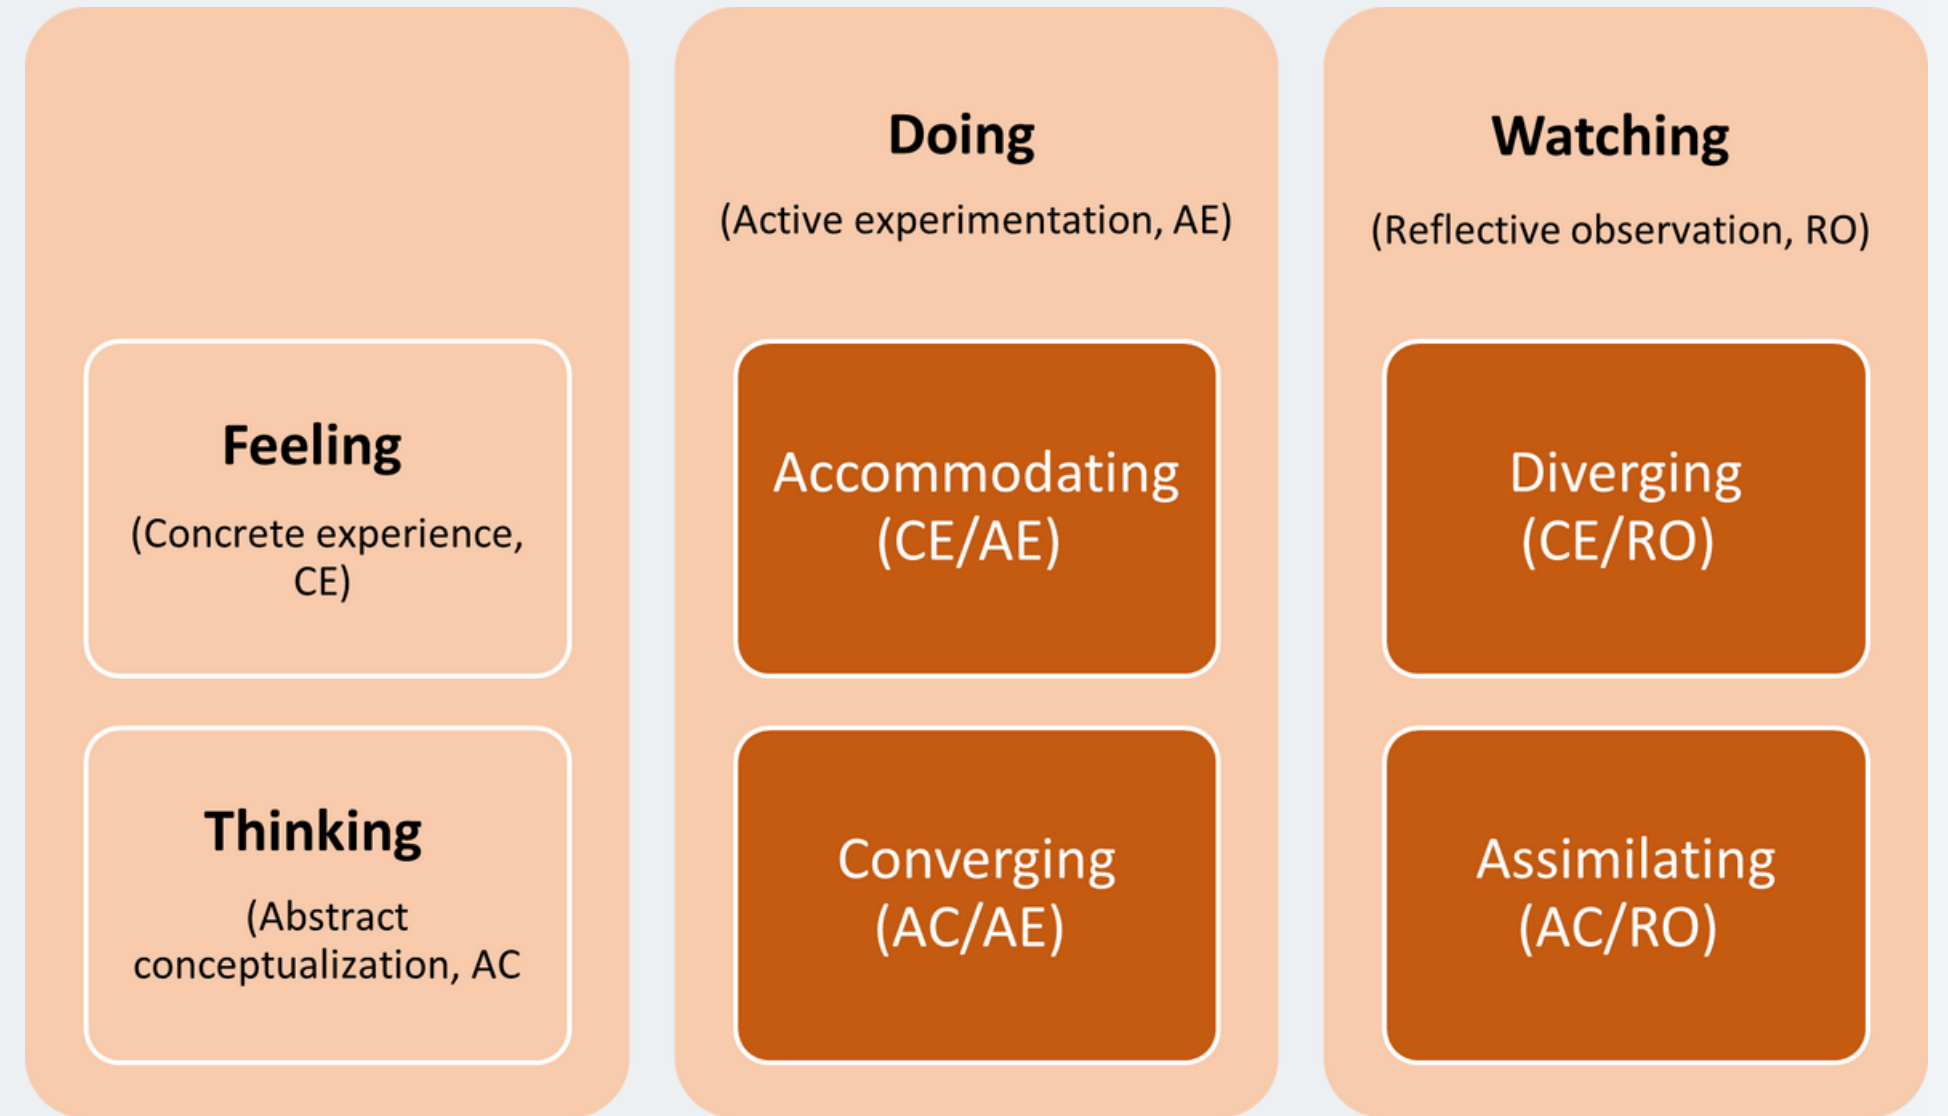 Doing
(Active experimentation, AE)
Watching
(Reflective observation, RO)
Feeling
(Concrete experience,
CE)
Accommodating
(CE/AE)
Diverging
(CE/RO)
Thinking
(Abstract
conceptualization, AC
Converging
(AC/AE)
Assimilating
(AC/RO)